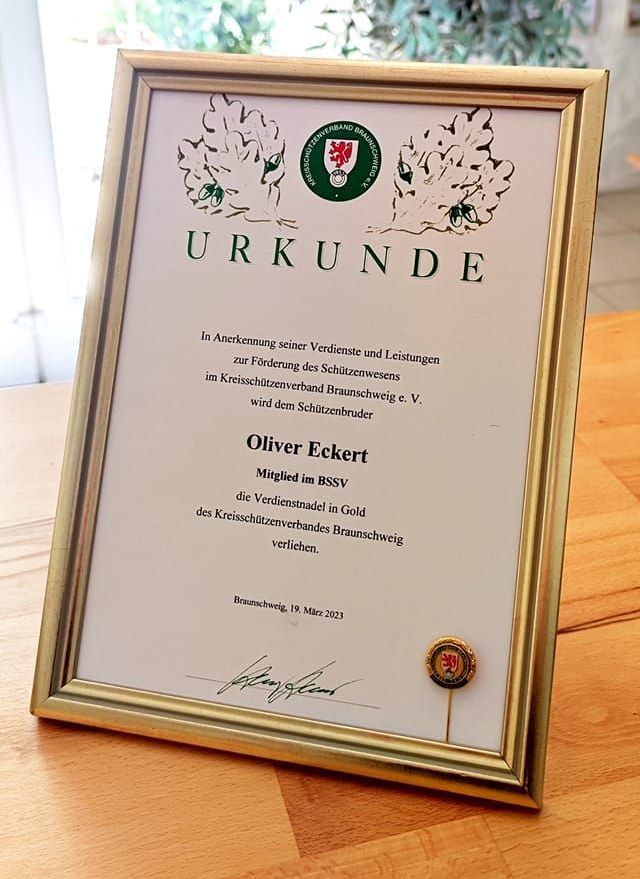 KREISSCHÜTZENVERBAND BRAUNSCHWEIG e.V.
URKUNDE
In Anerkennung seiner Verdienste und Leistungen
zur Förderung des Schützenwesens
im Kreisschützenverband Braunschweig e. V.
wird dem Schützenbruder
Oliver Eckert
Mitglied im BSSV
die Verdienstnadel in Gold
des Kreisschützenverbandes Braunschweig
verliehen.
Braunschweig, 19. März 2023